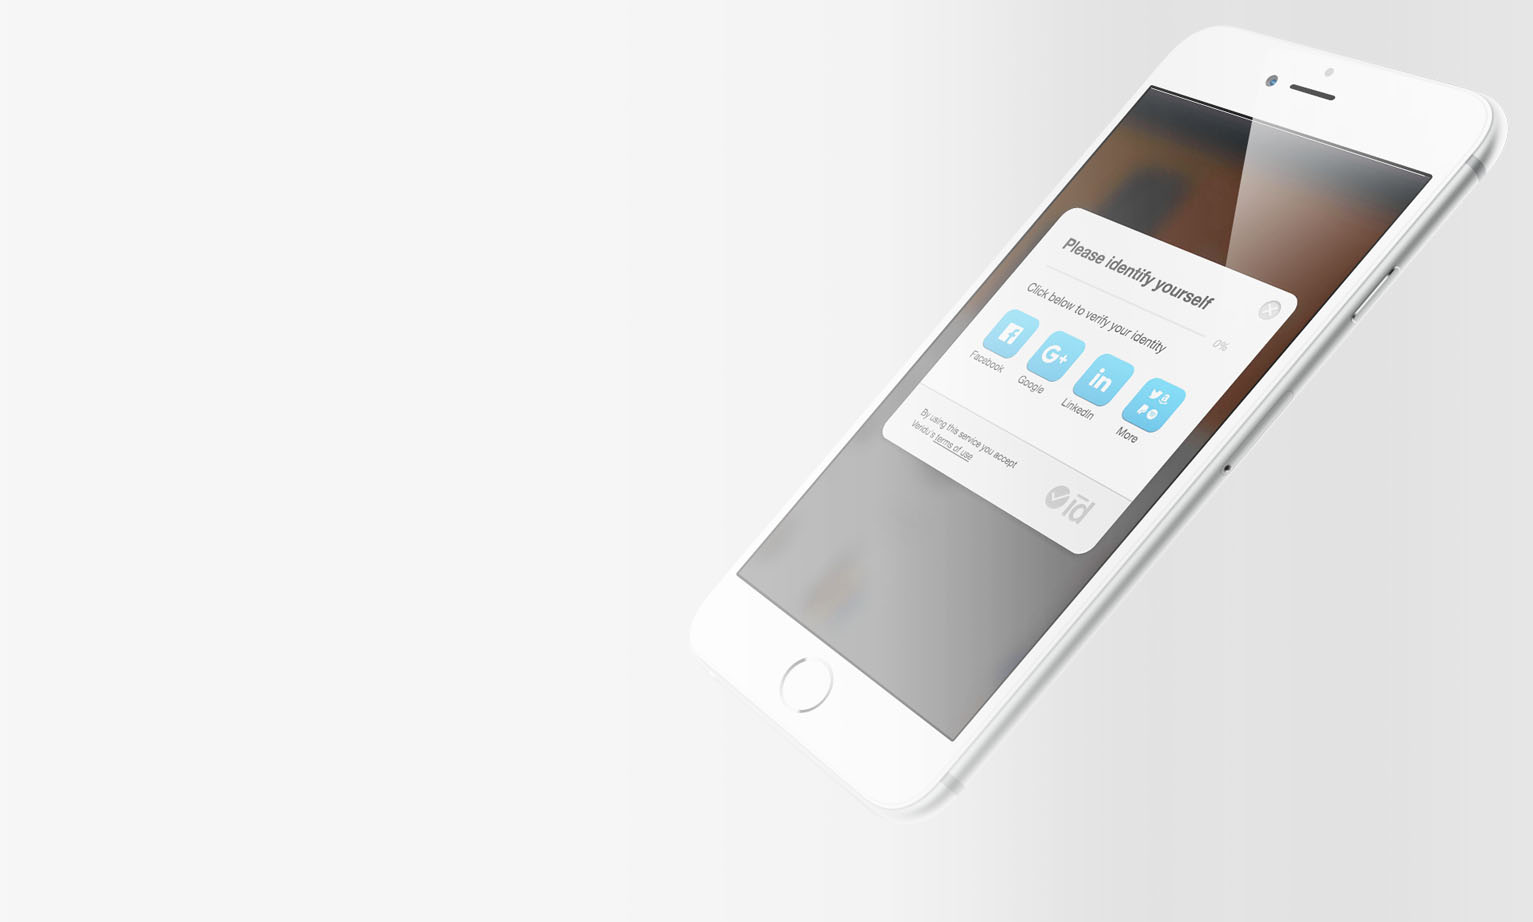 Please identify yourself
0%
Click below to verify your identity
Facebook
Google
LinkedIn
More
By using this service you accept
Veridu's terms of use
id